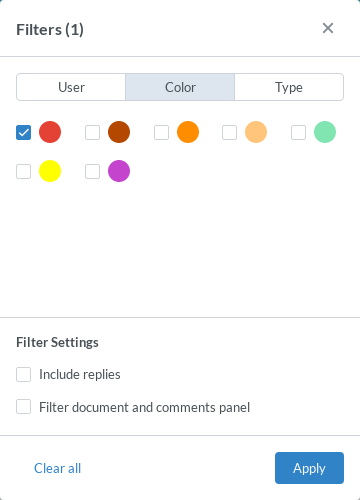 Filters (1)
User
Color
Type
Filter Settings
Include replies
Filter document and comments panel
Clear all
Apply